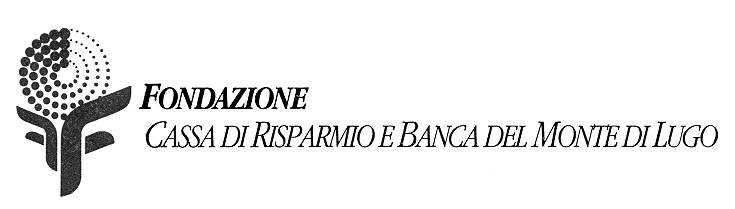 FONDAZIONE
CASSA DI RISPARMIO E BANCA DEL MONTE DI LUGO